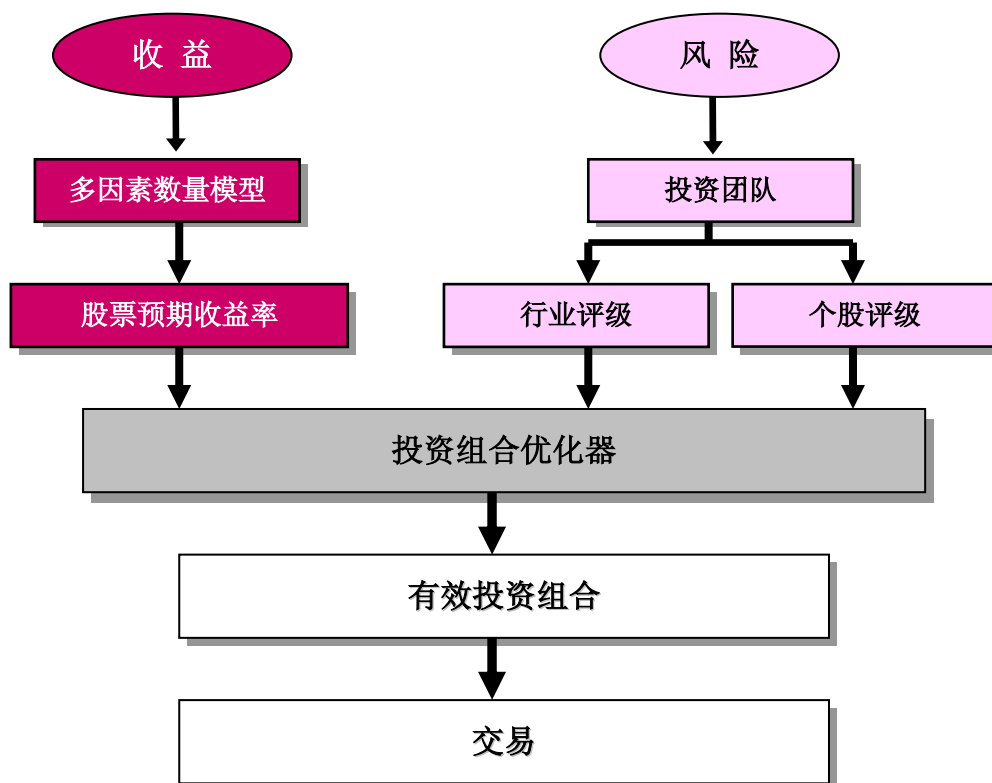 收 益
风 险
多因素数量模型
投资团队
股票预期收益率
行业评级
个股评级
投资组合优化器
有效投资组合
交易